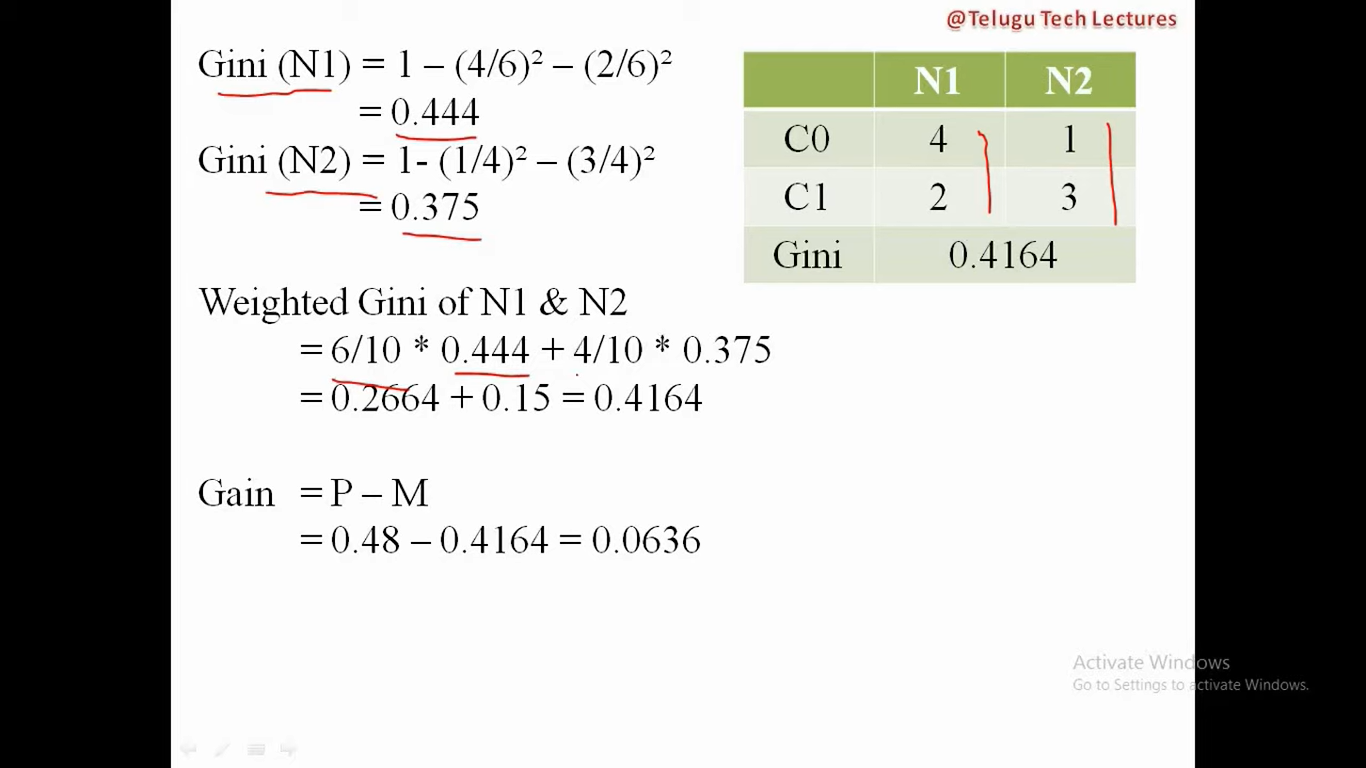 @Telugu Tech Lectures
Gini (N1) = 1 – (4/6)² – (2/6)²
= 0.444
Gini (N2) = 1- (1/4)² – (3/4)²
= 0.375
N1 N2
C0 4 1
C1 2 3
Gini 0.4164
Weighted Gini of N1 & N2
= 6/10 * 0.444 + 4/10 * 0.375
= 0.2664 + 0.15 = 0.4164
Gain = P – M
= 0.48 – 0.4164 = 0.0636
Activate Windows
Go to Settings to activate Windows.